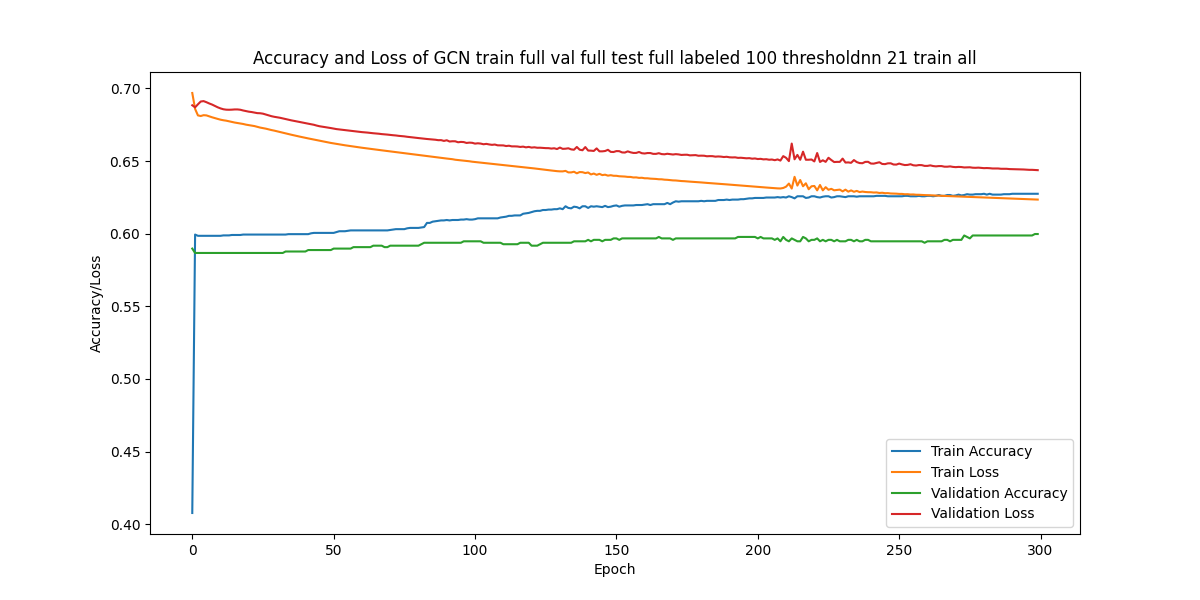 Accuracy and Loss of GCN train full val full test full labeled 100 thresholdnn 21 train all
Accuracy/Loss
0.70
0.65
0.60
0.55
0.50
0.45
0.40
Train Accuracy
Train Loss
Validation Accuracy
Validation Loss
0 50 100 150 200 250 300
Epoch